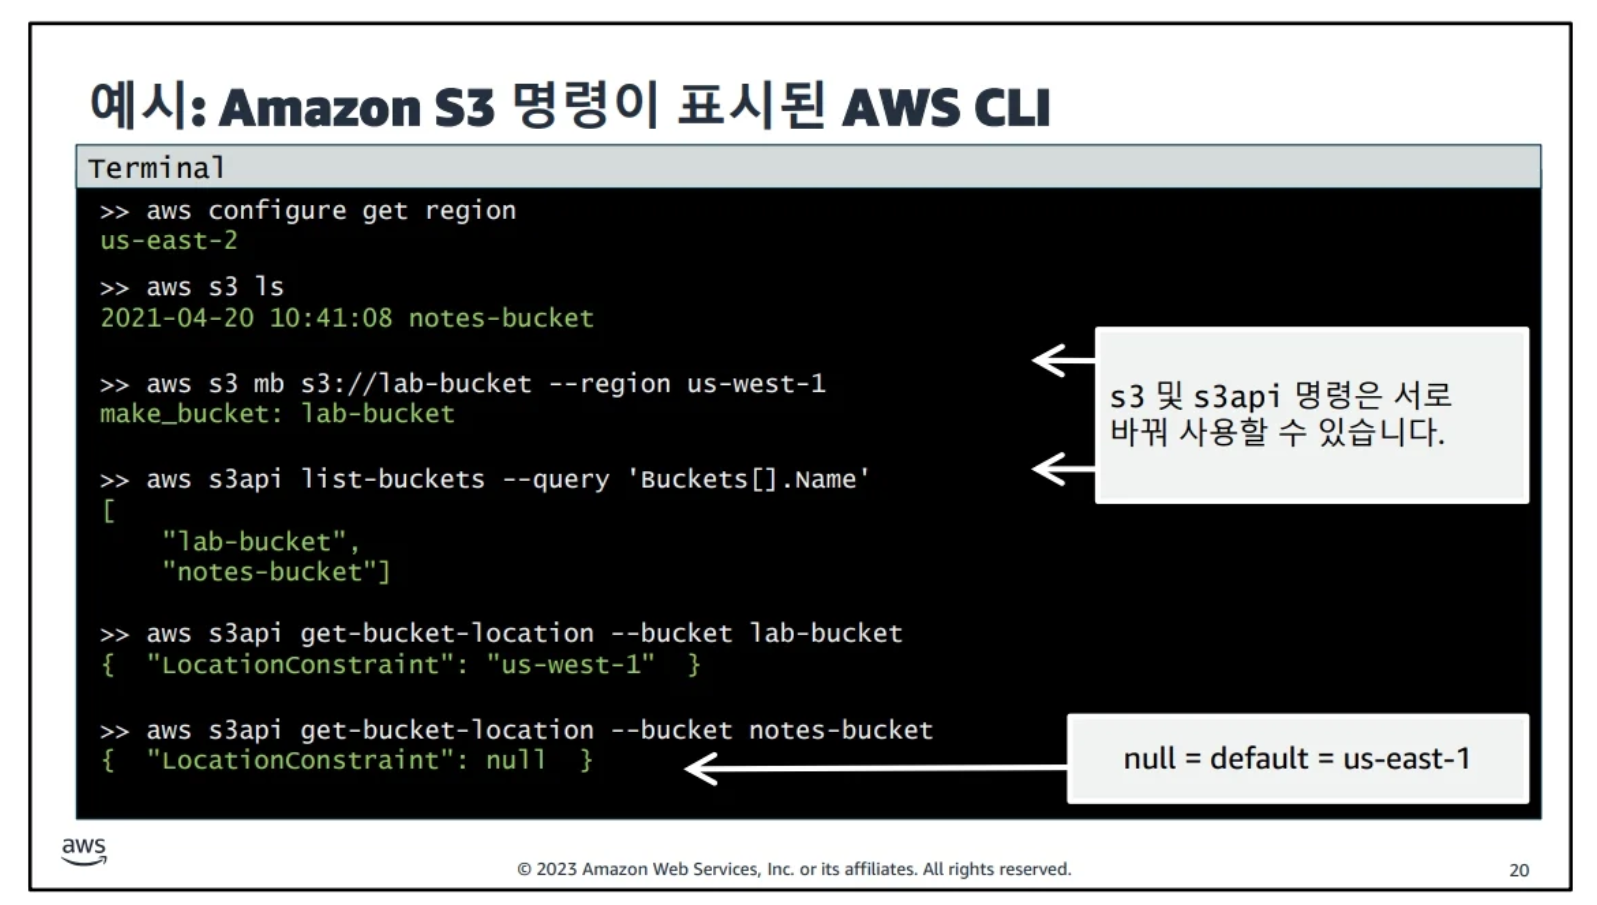 예시: Amazon S3 명령이 표시된 AWS CLI
Terminal
>> aws configure get region
us-east-2
>> aws s3 ls
2021-04-20 10:41:08 notes-bucket
>> aws s3 mb s3://lab-bucket --region us-west-1
make_bucket: lab-bucket
s3 및 s3api 명령은 서로
바꿔 사용할 수 있습니다.
>> aws s3api list-buckets --query 'Buckets[].Name'
[
    "lab-bucket",
    "notes-bucket"]
>> aws s3api get-bucket-location --bucket lab-bucket
{  "LocationConstraint": "us-west-1"  }
>> aws s3api get-bucket-location --bucket notes-bucket
{  "LocationConstraint": null  }
null = default = us-east-1
aws
© 2023 Amazon Web Services, Inc. or its affiliates. All rights reserved.
20